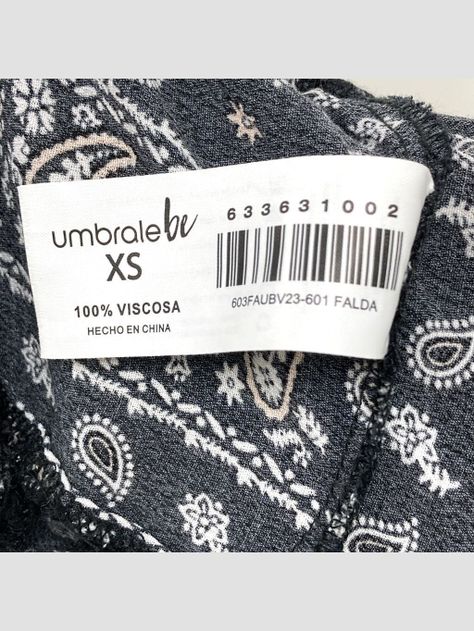 umbrale be
XS
100% VISCOSA
HECHO EN CHINA
633631002
603FAUBV23-601 FALDA